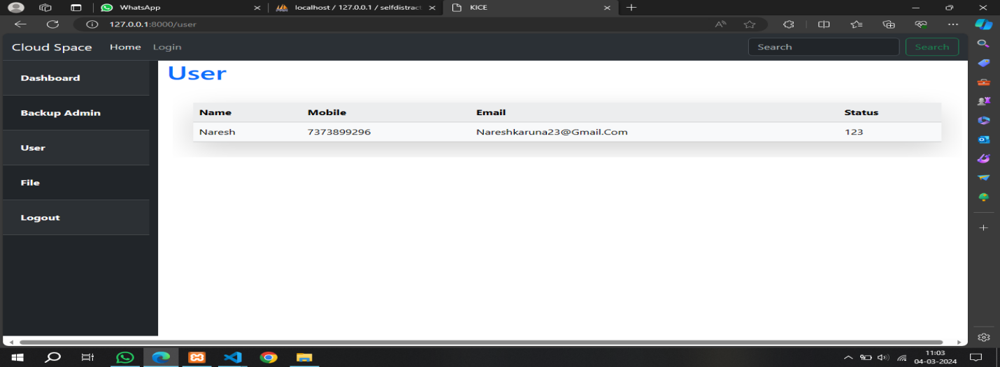 WhatsApp
localhost / 127.0.0.1 / selfdistract
KICE
127.0.0.1:8000/user
Cloud Space Home Login Search Search
Dashboard
Backup Admin
User
File
Logout
User
Name Mobile Email Status
Naresh 7373899296 Nareshkaruna23@Gmail.Com 123
11:03
04-03-2024